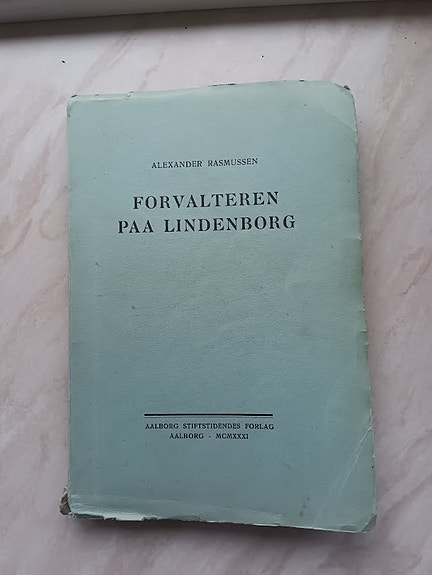 ALEXANDER RASMUSSEN
FORVALTEREN
PAA LINDENBORG
AALBORG STIFTSTIDENDES FORLAG
AALBORG - MCMXXXI